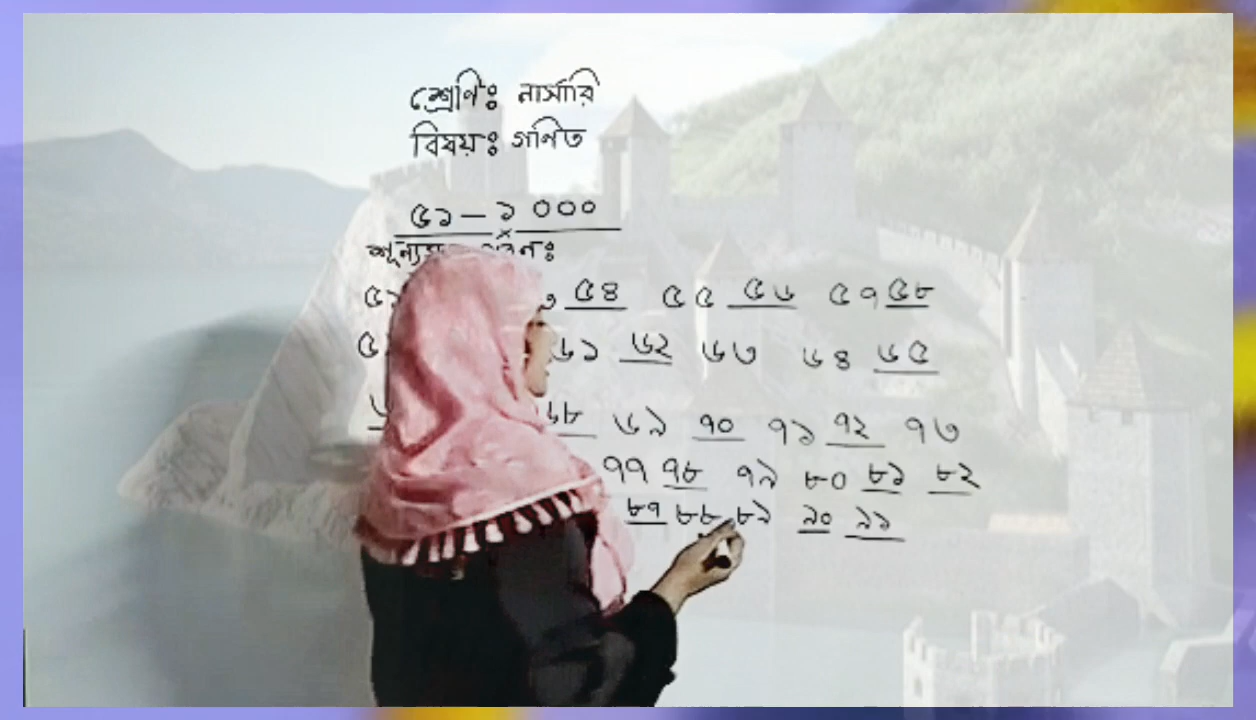 শ্রেণিঃ নার্সারি
বিষয়ঃ গনিত
৫১ — ১০০০
৫৪ ৫৫ ৫৬ ৫৭ ৫৮
৬১ ৬২ ৬৩ ৬৪ ৬৫
৬৮ ৬৯ ৭০ ৭১ ৭২ ৭৩
৭৭ ৭৮ ৭৯ ৮০ ৮১ ৮২
৮৭ ৮৮ ৮৯ ৯০ ৯১